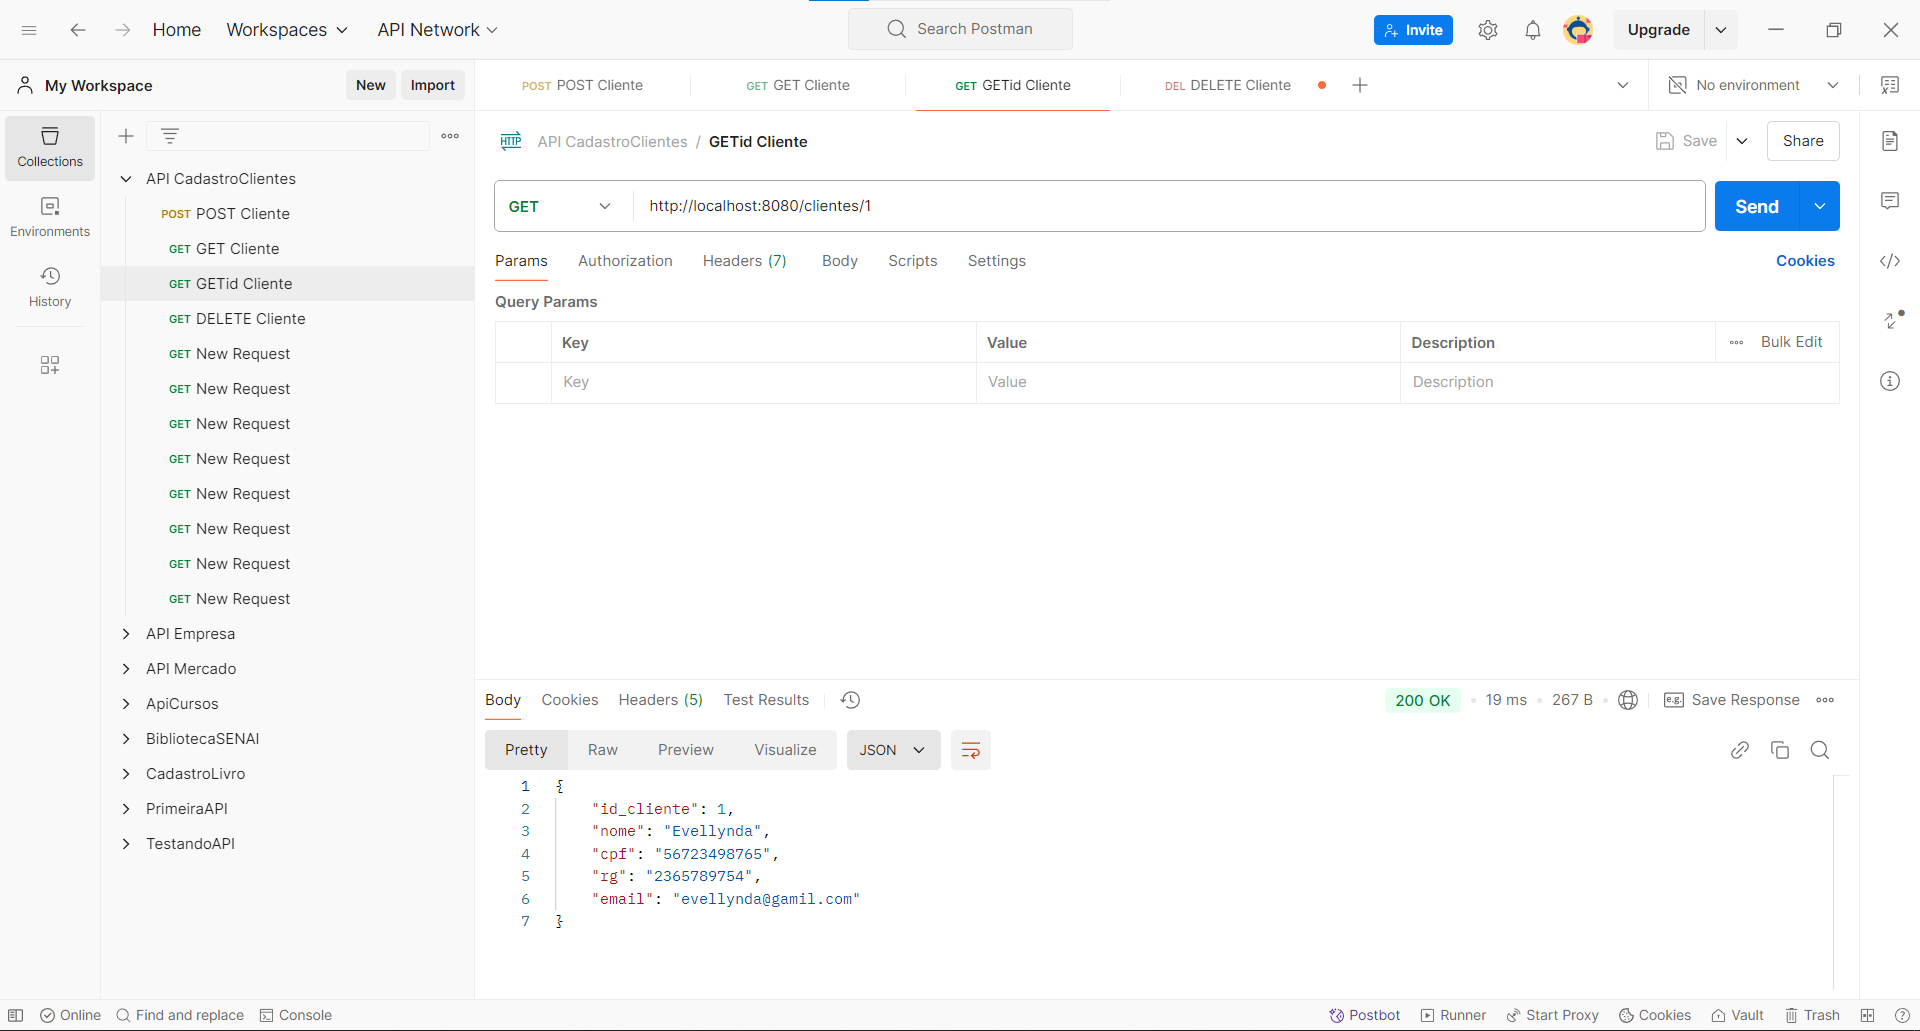 Home Workspaces API Network Search Postman Invite Upgrade
My Workspace New Import POST POST Cliente GET GET Cliente GET GETid Cliente DEL DELETE Cliente No environment
Collections
Environments
History
API CadastroClientes
POST POST Cliente
GET GET Cliente
GET GETid Cliente
GET DELETE Cliente
GET New Request
GET New Request
GET New Request
GET New Request
GET New Request
GET New Request
GET New Request
GET New Request
API Empresa
API Mercado
ApiCursos
BibliotecaSENAI
CadastroLivro
PrimeiraAPI
TestandoAPI
HTTP API CadastroClientes / GETid Cliente Save Share
GET http://localhost:8080/clientes/1 Send
Params Authorization Headers (7) Body Scripts Settings Cookies
Query Params
Key Value Description Bulk Edit
Key Value Description
Body Cookies Headers (5) Test Results 200 OK 19 ms 267 B e.g. Save Response
Pretty Raw Preview Visualize JSON
1 {
2 "id_cliente": 1,
3 "nome": "Evellynda",
4 "cpf": "56723498765",
5 "rg": "2365789754",
6 "email": "evellynda@gamil.com"
7 }
Online Find and replace Console Postbot Runner Start Proxy Cookies Vault Trash